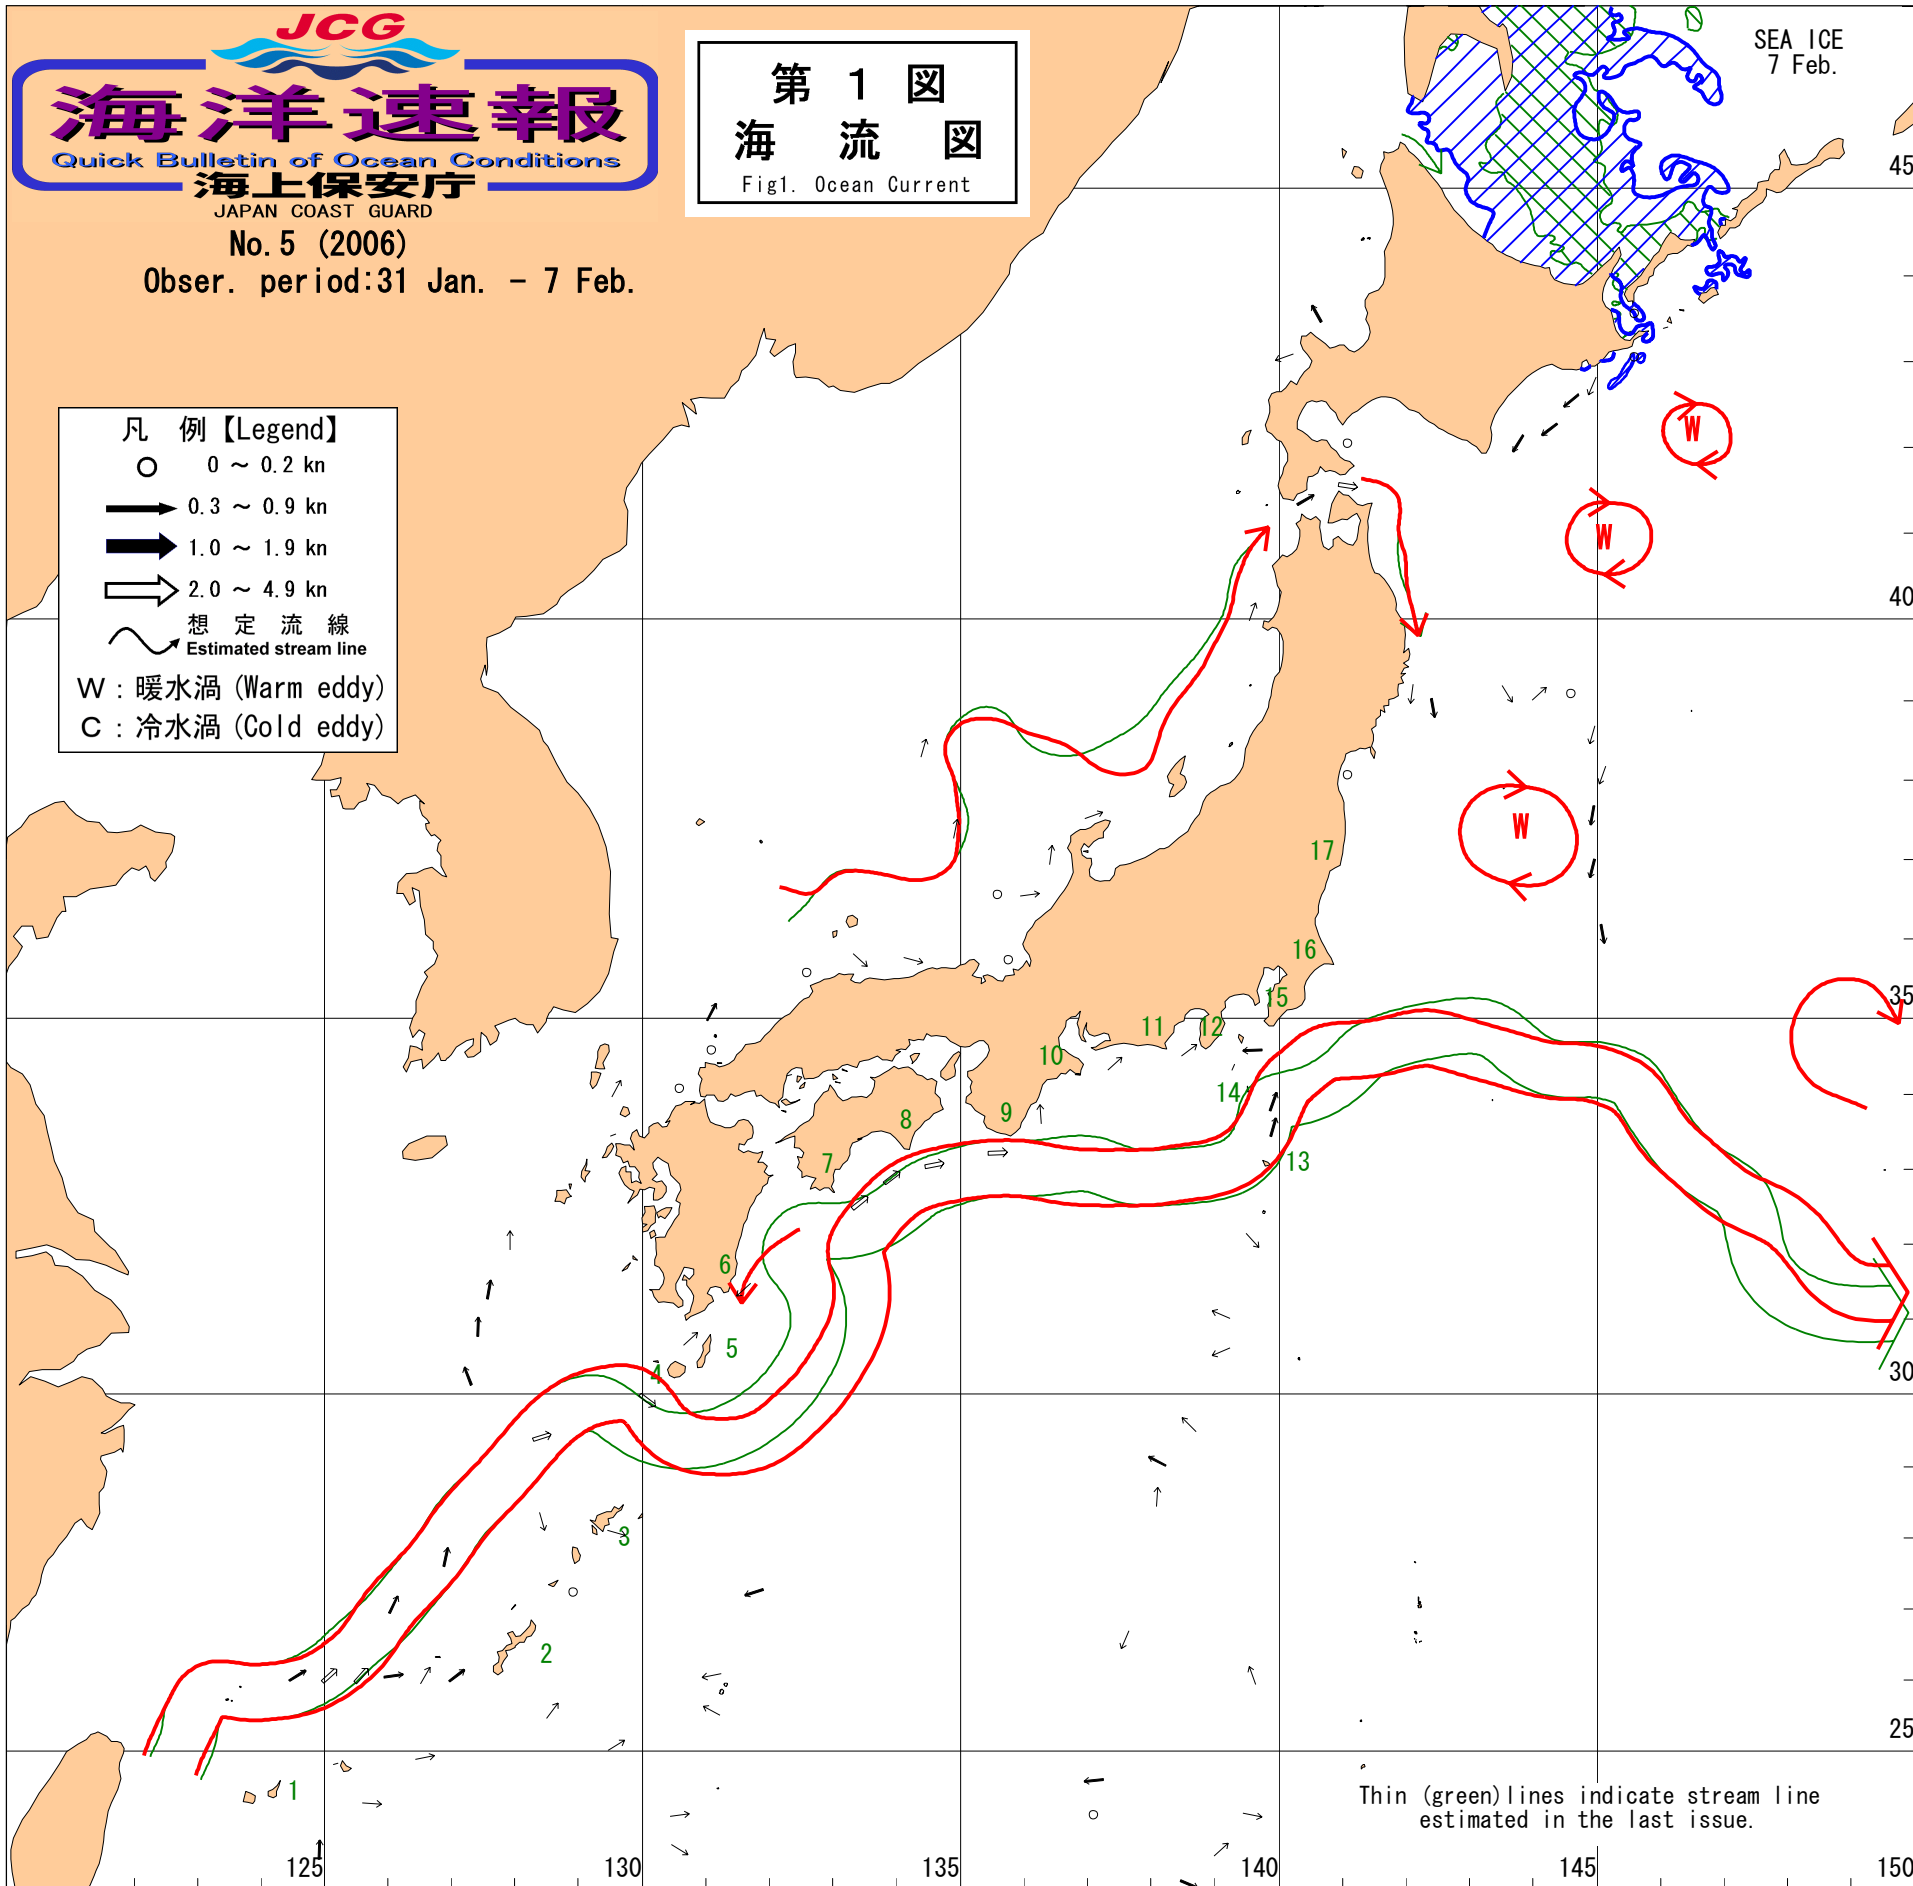 JCG
海洋速報
Quick Bulletin of Ocean Conditions
海上保安庁
JAPAN COAST GUARD
No.5 (2006)
Obser. period:31 Jan. - 7 Feb.
第 1 図
海 流 図
Fig1. Ocean Current
SEA ICE
7 Feb.
凡 例【Legend】
0 ～ 0.2 kn
0.3 ～ 0.9 kn
1.0 ～ 1.9 kn
2.0 ～ 4.9 kn
想 定 流 線
Estimated stream line
W : 暖水渦 (Warm eddy)
C : 冷水渦 (Cold eddy)
45
W
W
40
W
17
16
35
15
12
11
10
14
9
8
13
7
6
5
4
30
3
2
25
1
Thin (green)lines indicate stream line
estimated in the last issue.
125
130
135
140
145
150